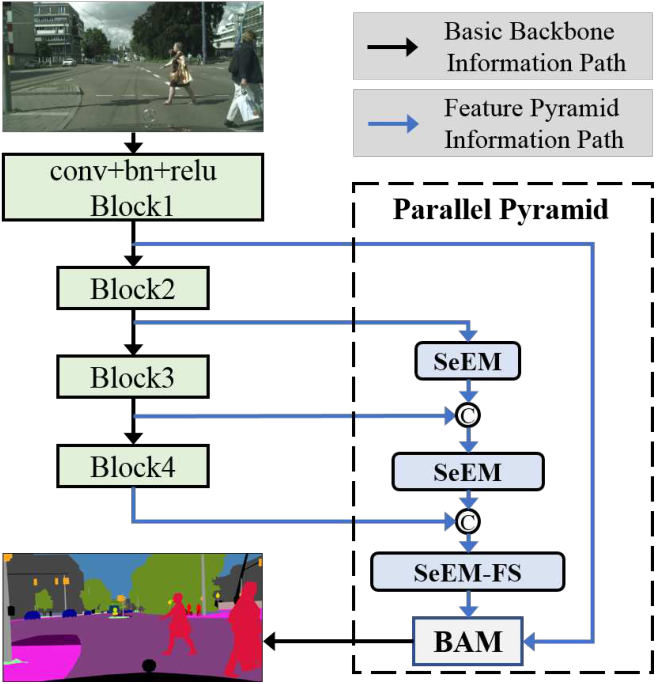 Basic Backbone
Information Path
Feature Pyramid
Information Path
conv+bn+relu
Block1
Parallel Pyramid
Block2
SeEM
Block3
C
Block4
SeEM
C
SeEM-FS
BAM